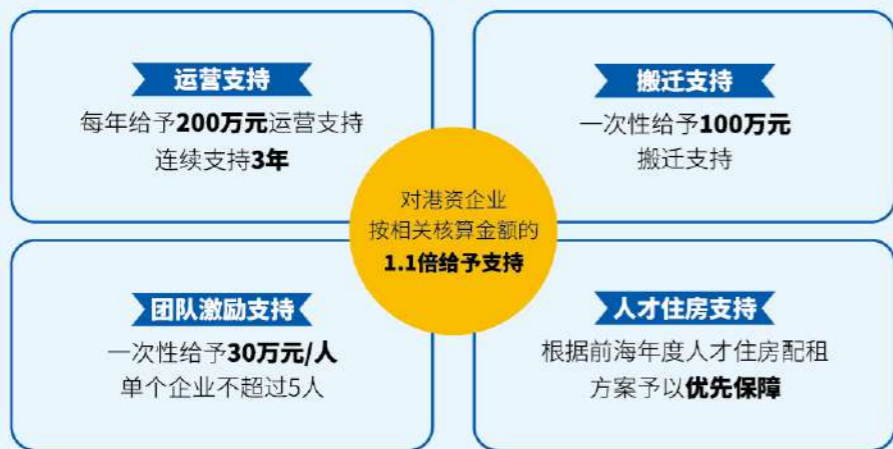 运营支持
每年给予200万元运营支持
连续支持3年
搬迁支持
一次性给予100万元
搬迁支持
对港资企业
按相关核算金额的
1.1倍给予支持
团队激励支持
一次性给予30万元/人
单个企业不超过5人
人才住房支持
根据前海年度人才住房配租
方案予以优先保障